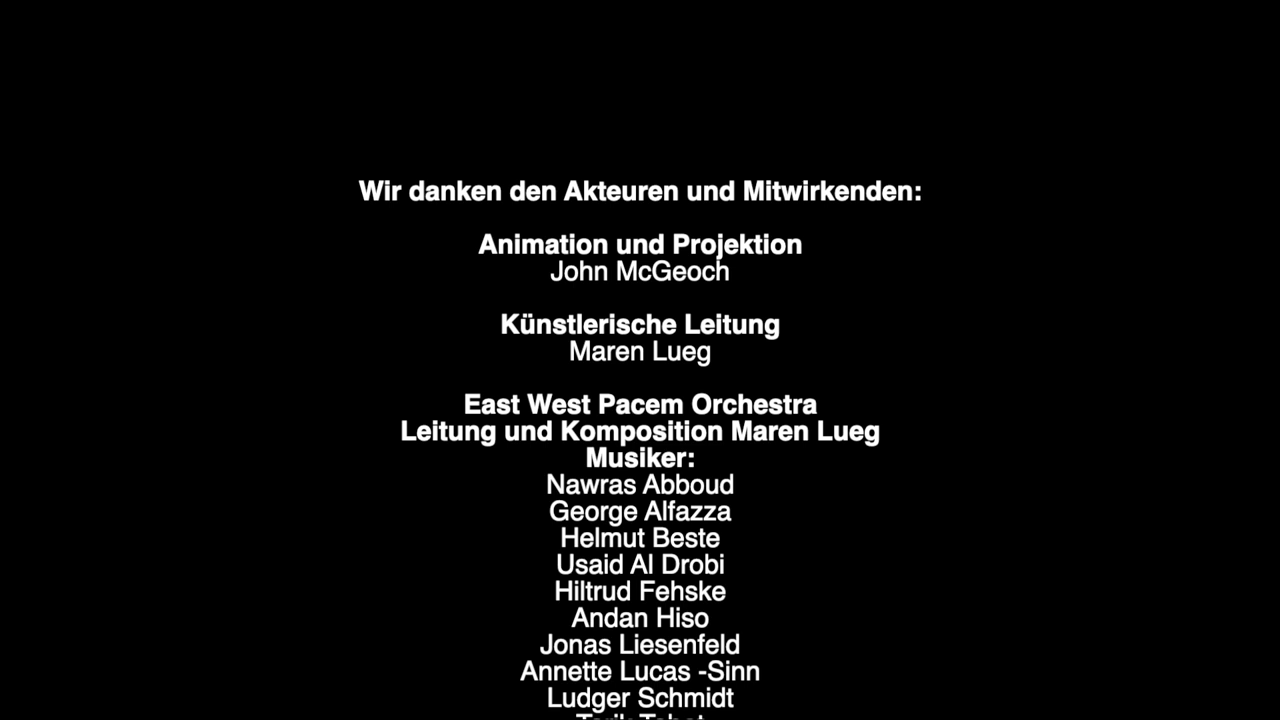 Wir danken den Akteuren und Mitwirkenden:
Animation und Projektion
John McGeoch
Künstlerische Leitung
Maren Lueg
East West Pacem Orchestra
Leitung und Komposition Maren Lueg
Musiker:
Nawras Abboud
George Alfazza
Helmut Beste
Usaid Al Drobi
Hiltrud Fehske
Andan Hiso
Jonas Liesenfeld
Annette Lucas -Sinn
Ludger Schmidt